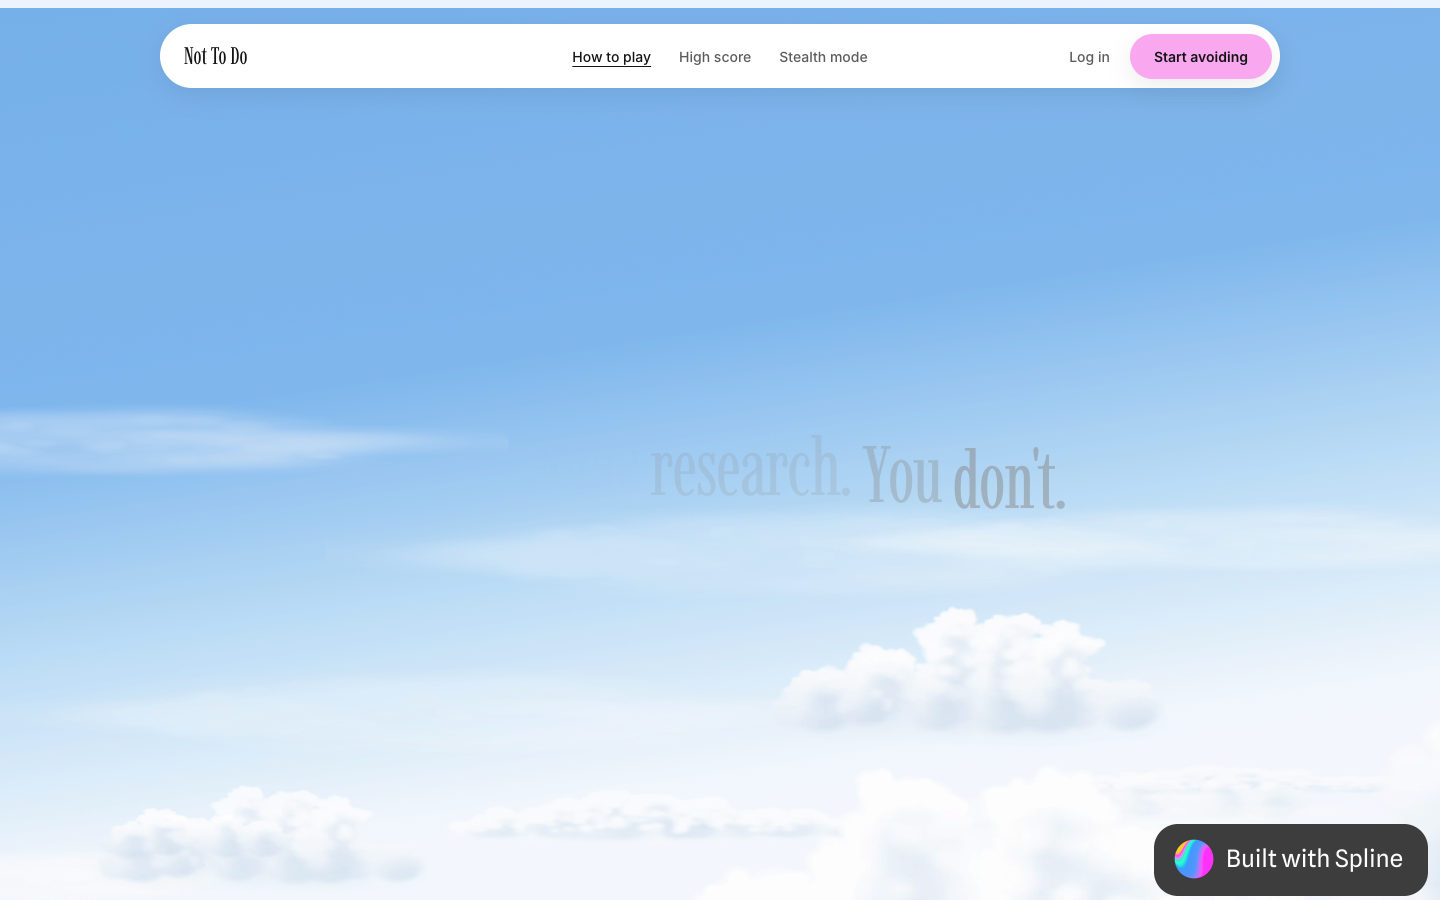 Not To Do
How to play
High score
Stealth mode
Log in
Start avoiding
research. You don't.
Built with Spline